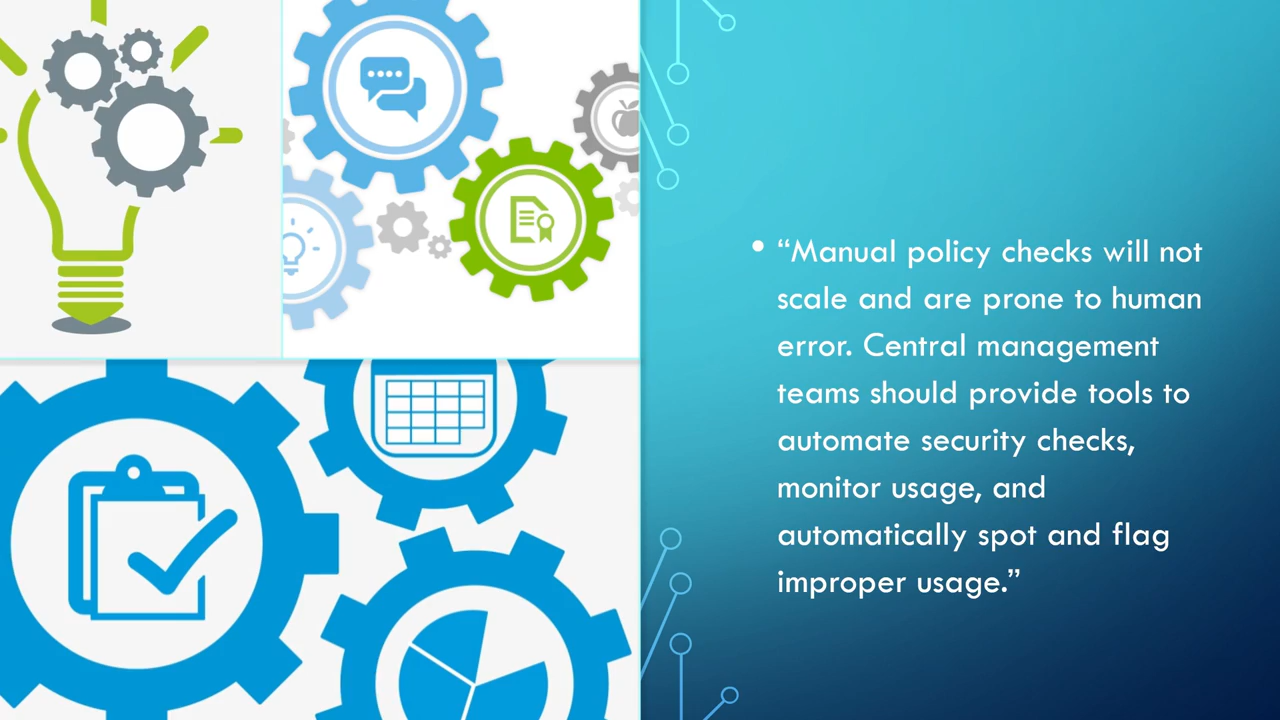 • “Manual policy checks will not
scale and are prone to human
error. Central management
teams should provide tools to
automate security checks,
monitor usage, and
automatically spot and flag
improper usage.”